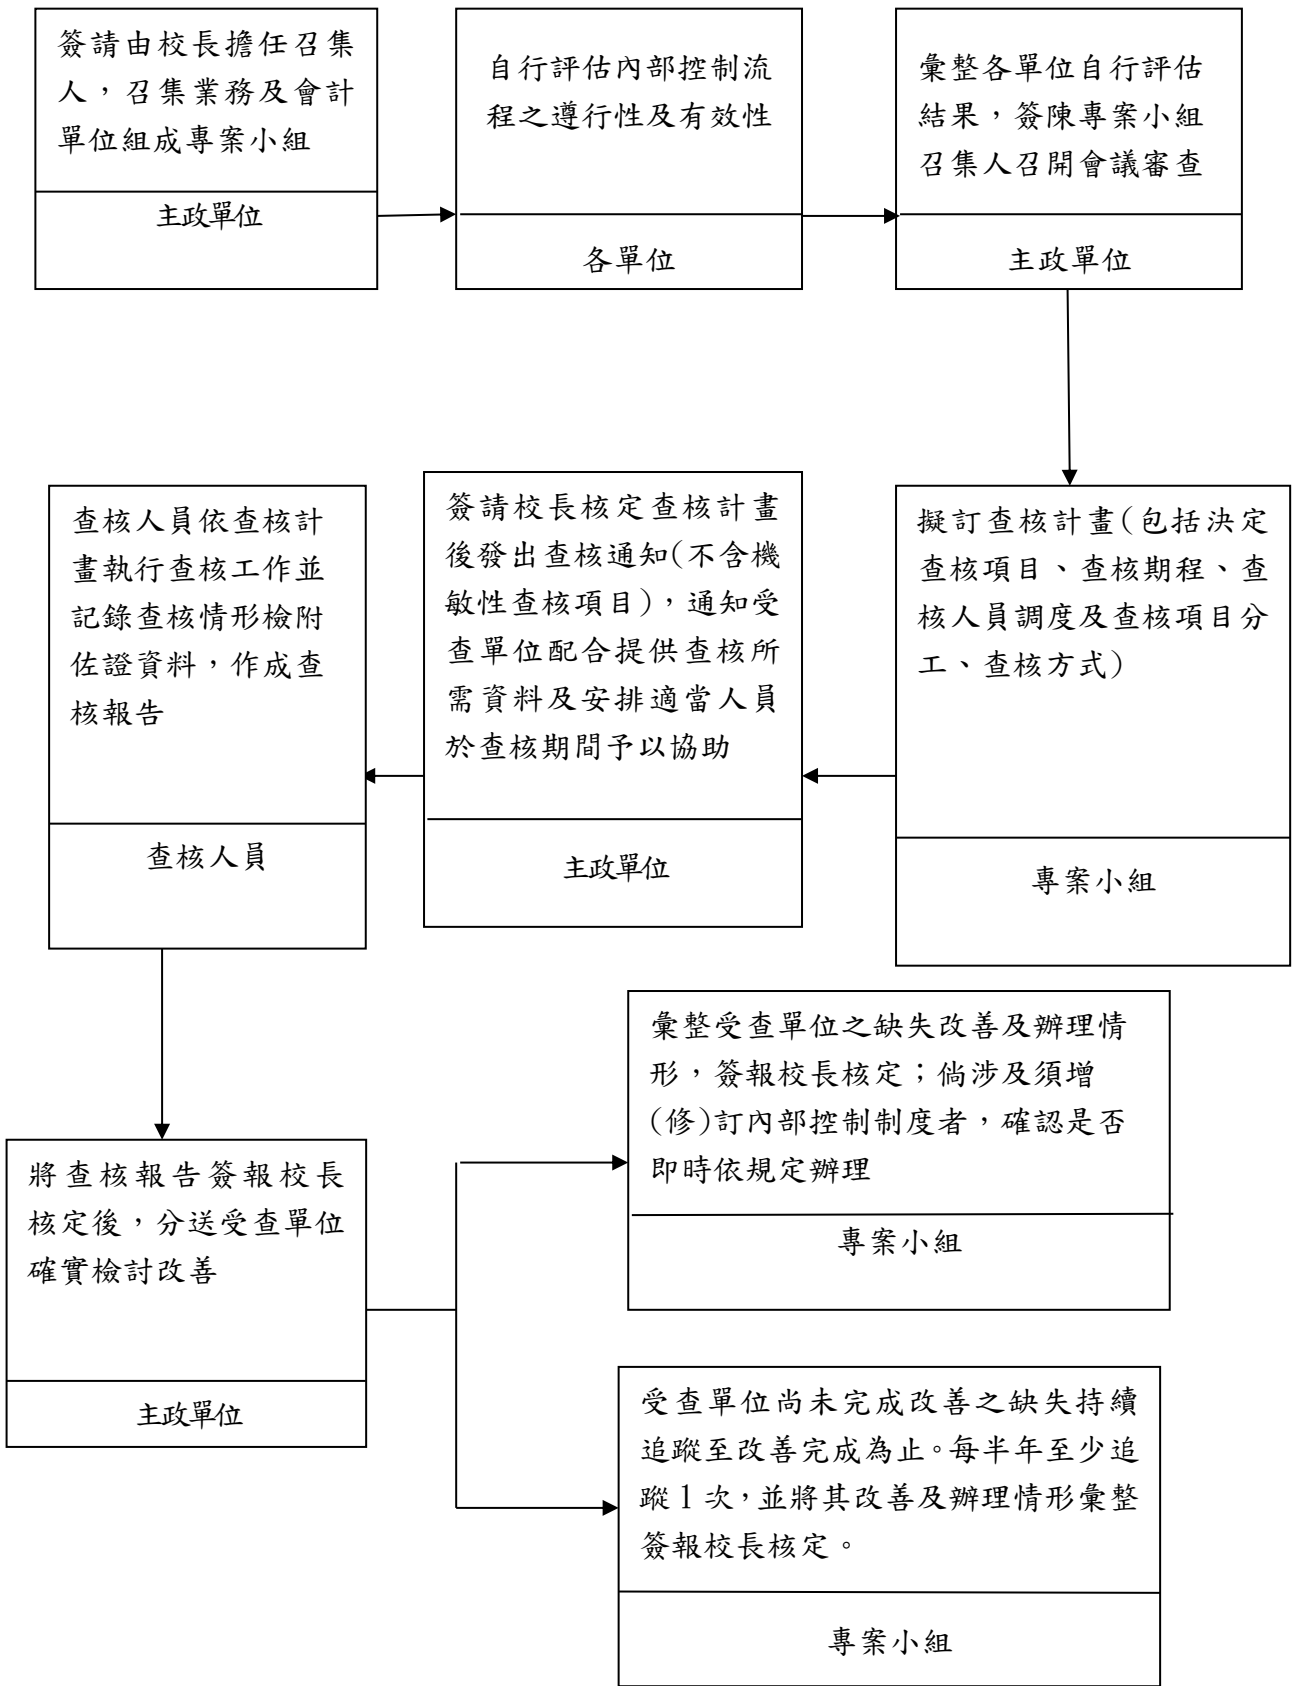 簽請由校長擔任召集
人，召集業務及會計
單位組成專案小組
主政單位
自行評估內部控制流
程之遵行性及有效性
各單位
彙整各單位自行評估
結果，簽陳專案小組
召集人召開會議審查
主政單位
擬訂查核計畫(包括決定
查核項目、查核期程、查
核人員調度及查核項目分
工、查核方式)
專案小組
簽請校長核定查核計畫
後發出查核通知(不含機
敏性查核項目)，通知受
查單位配合提供查核所
需資料及安排適當人員
於查核期間予以協助
主政單位
查核人員依查核計
畫執行查核工作並
記錄查核情形檢附
佐證資料，作成查
核報告
查核人員
將查核報告簽報校長
核定後，分送受查單位
確實檢討改善
主政單位
彙整受查單位之缺失改善及辦理情
形，簽報校長核定；倘涉及須增
(修)訂內部控制制度者，確認是否
即時依規定辦理
專案小組
受查單位尚未完成改善之缺失持續
追蹤至改善完成為止。每半年至少追
蹤1次，並將其改善及辦理情形彙整
簽報校長核定。
專案小組